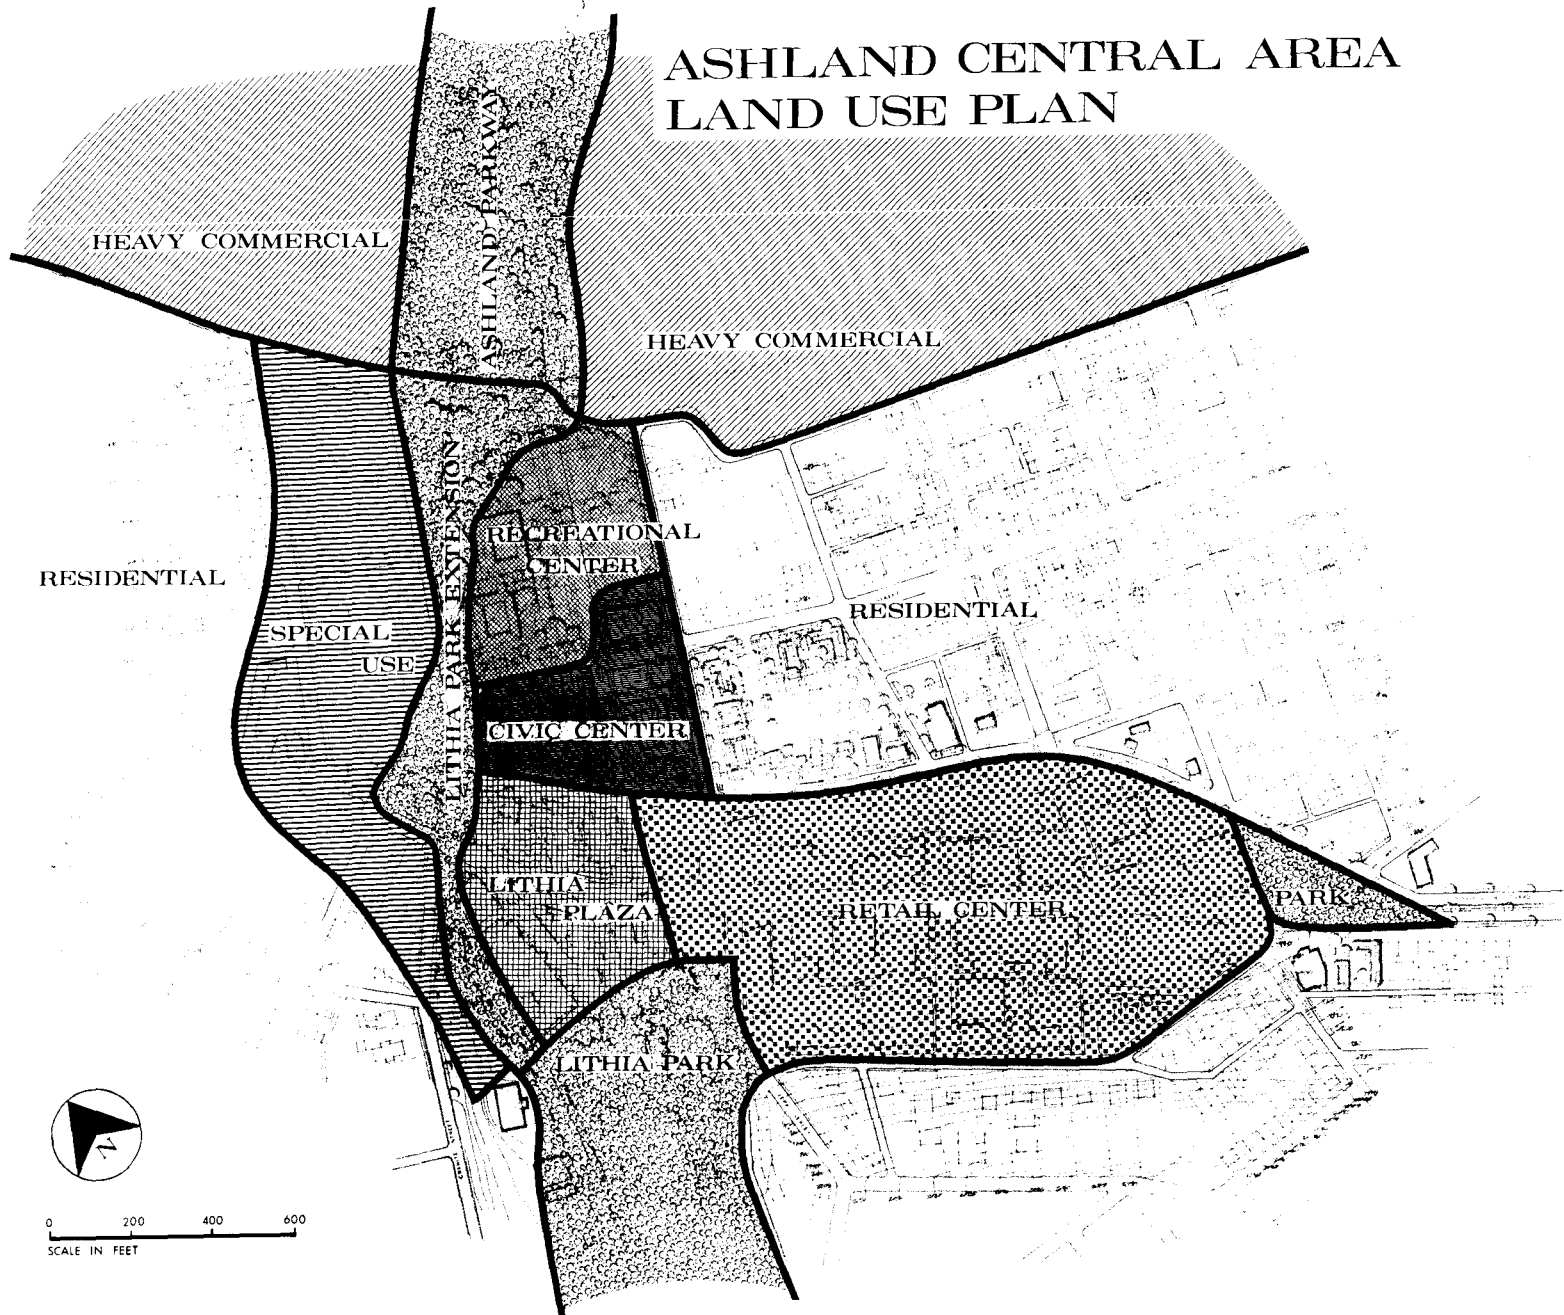 ASHLAND CENTRAL AREA
LAND USE PLAN
ASHLAND PARKWAY
HEAVY COMMERCIAL
HEAVY COMMERCIAL
LITHIA PARK EXTENSION
RECREATIONAL
CENTER
RESIDENTIAL
RESIDENTIAL
SPECIAL
USE
CIVIC CENTER
LITHIA
PLAZA
RETAIL CENTER
PARK
LITHIA PARK
N
0 200 400 600
SCALE IN FEET